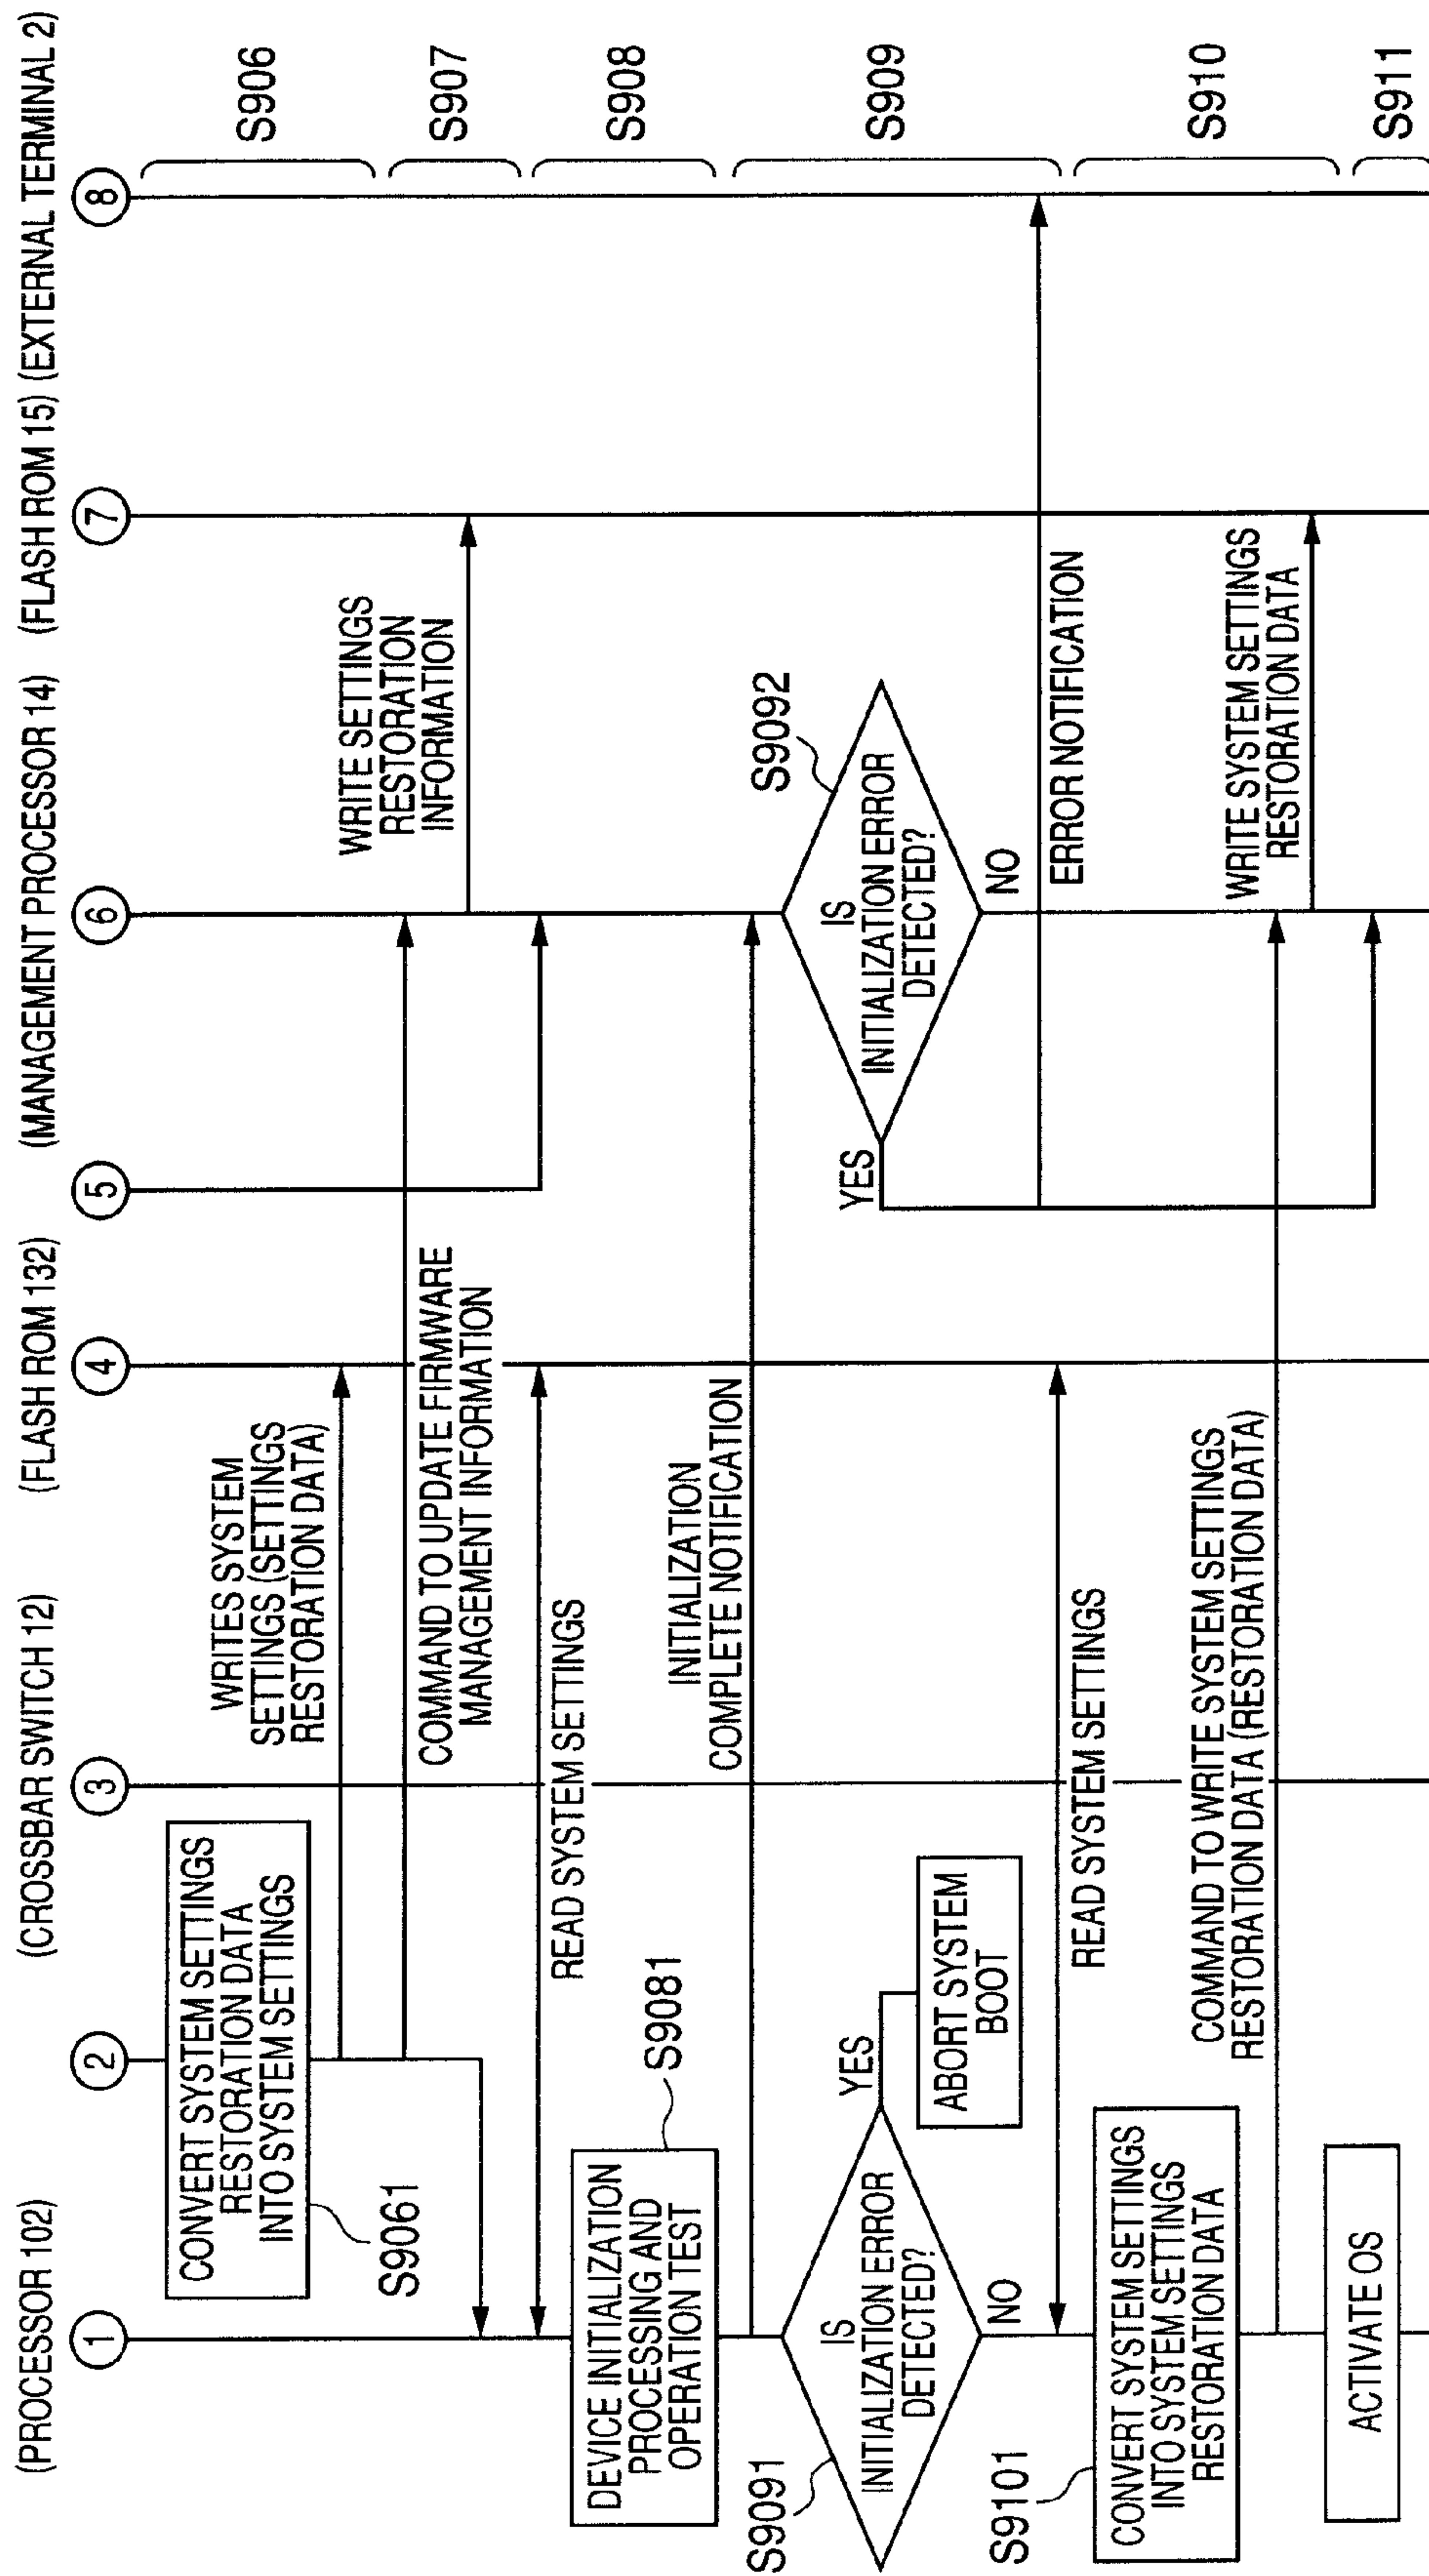 (PROCESSOR 102)
(CROSSBAR SWITCH 12)
(FLASH ROM 132)
(MANAGEMENT PROCESSOR 14)
(FLASH ROM 15)
(EXTERNAL TERMINAL 2)
1
2
3
4
5
6
7
8
S906
CONVERT SYSTEM SETTINGS
RESTORATION DATA
INTO SYSTEM SETTINGS
S9061
WRITES SYSTEM
SETTINGS (SETTINGS
RESTORATION DATA)
S907
COMMAND TO UPDATE FIRMWARE
MANAGEMENT INFORMATION
WRITE SETTINGS
RESTORATION
INFORMATION
S908
READ SYSTEM SETTINGS
DEVICE INITIALIZATION
PROCESSING AND
OPERATION TEST
S9081
INITIALIZATION
COMPLETE NOTIFICATION
S909
S9091
IS
INITIALIZATION ERROR
DETECTED?
YES
NO
ABORT SYSTEM
BOOT
S9092
IS
INITIALIZATION ERROR
DETECTED?
YES
NO
ERROR NOTIFICATION
READ SYSTEM SETTINGS
S910
S9101
CONVERT SYSTEM SETTINGS
INTO SYSTEM SETTINGS
RESTORATION DATA
COMMAND TO WRITE SYSTEM SETTINGS
RESTORATION DATA (RESTORATION DATA)
WRITE SYSTEM SETTINGS
RESTORATION DATA
S911
ACTIVATE OS